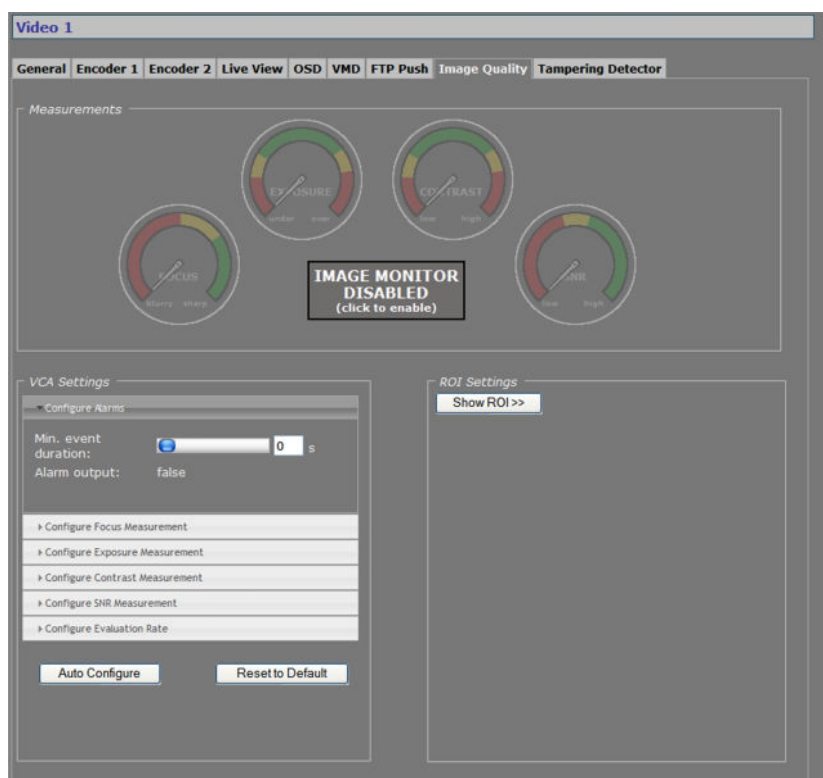 Video 1
General Encoder 1 Encoder 2 Live View OSD VMD FTP Push Image Quality Tampering Detector
Measurements
EXPOSURE
under over
CONTRAST
low high
FOCUS
blurry sharp
SNR
low high
IMAGE MONITOR
DISABLED
(click to enable)
VCA Settings
Configure Alarms
Min. event
duration:
0 s
Alarm output: false
Configure Focus Measurement
Configure Exposure Measurement
Configure Contrast Measurement
Configure SNR Measurement
Configure Evaluation Rate
Auto Configure
Reset to Default
ROI Settings
Show ROI >>